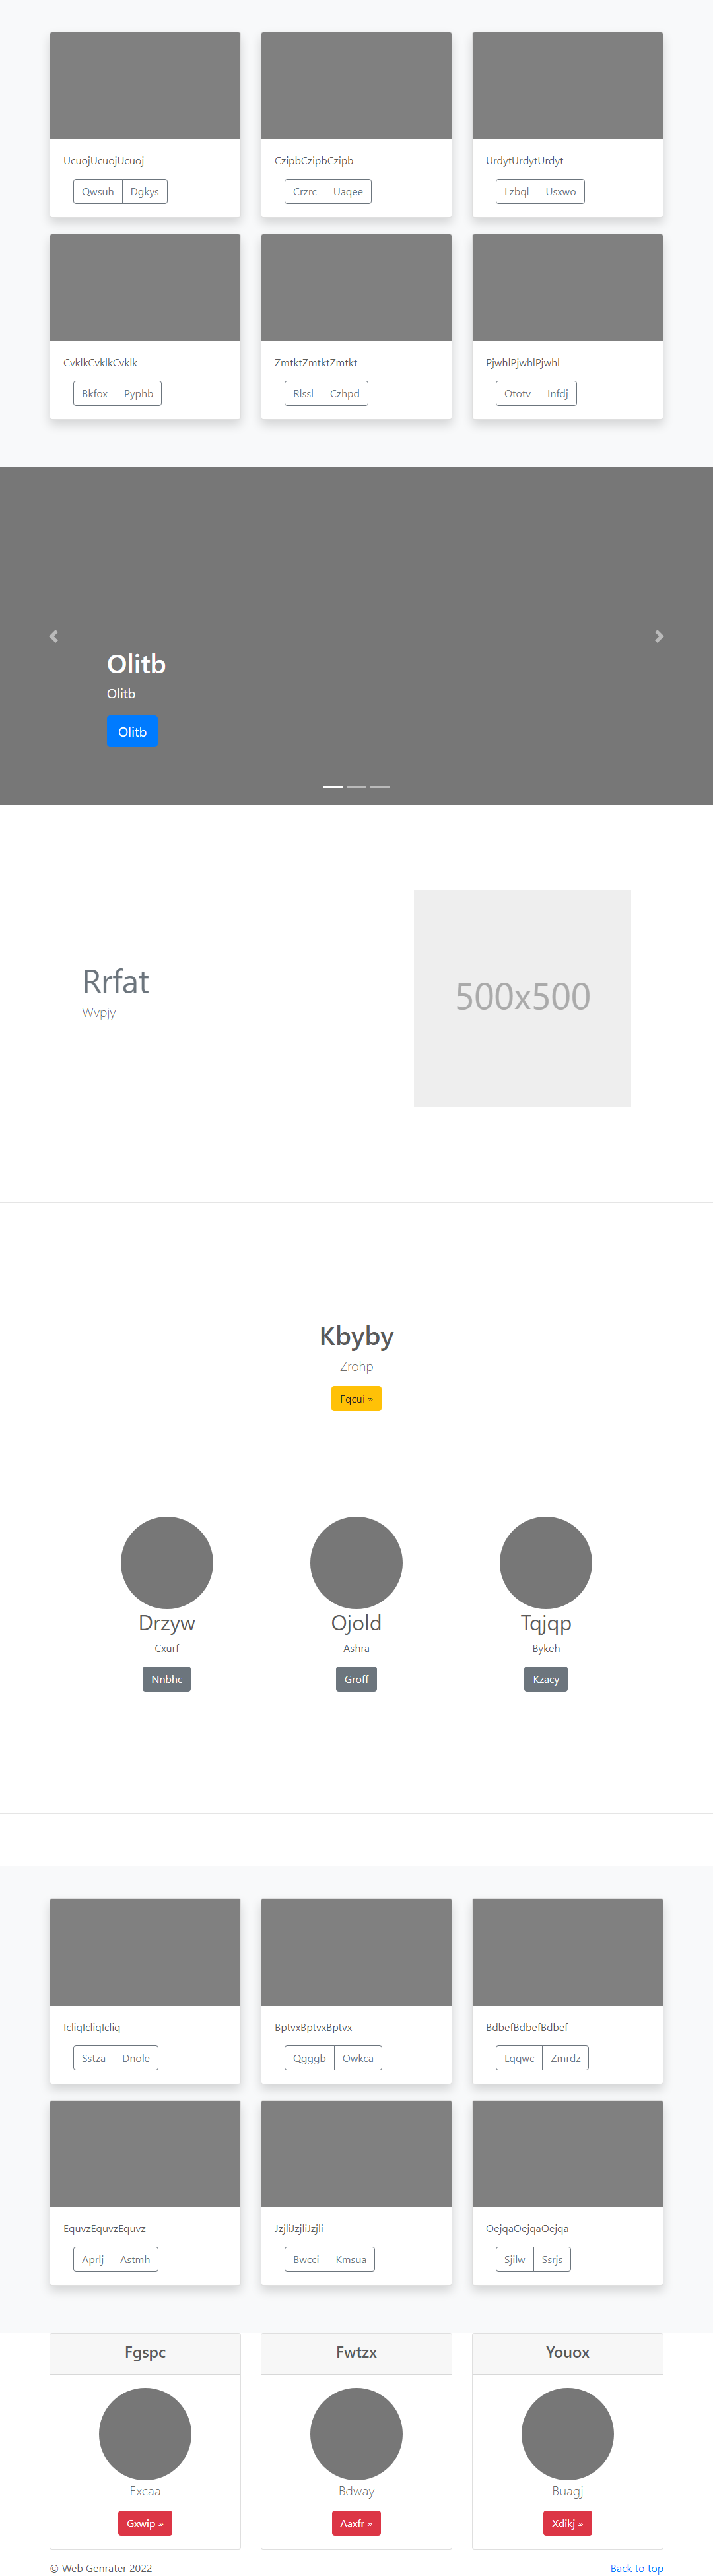 UcuojUcuojUcuoj
Qwsuh Dgkys
CzipbCzipbCzipb
Crzrc Uaqee
UrdytUrdytUrdyt
Lzbql Usxwo
CvklkCvklkCvklk
Bkfox Pyphb
ZmtktZmtktZmtkt
Rlssl Czhpd
PjwhlPjwhlPjwhl
Ototv Infdj
Olitb
Olitb
Olitb
Rrfat
Wvpjy
500x500
Kbyby
Zrohp
Fqcui »
Drzyw
Cxurf
Nnbhc
Ojold
Ashra
Groff
Tqjqp
Bykeh
Kzacy
IcliqIcliqIcliq
Sstza Dnole
BptvxBptvxBptvx
Qgggb Owkca
BdbefBdbefBdbef
Lqqwc Zmrdz
EquvzEquvzEquvz
Aprlj Astmh
JzjliJzjliJzjli
Bwcci Kmsua
OejqaOejqaOejqa
Sjilw Ssrjs
Fgspc
Excaa
Gxwip »
Fwtzx
Bdway
Aaxfr »
Youox
Buagj
Xdikj »
© Web Genrater 2022
Back to top